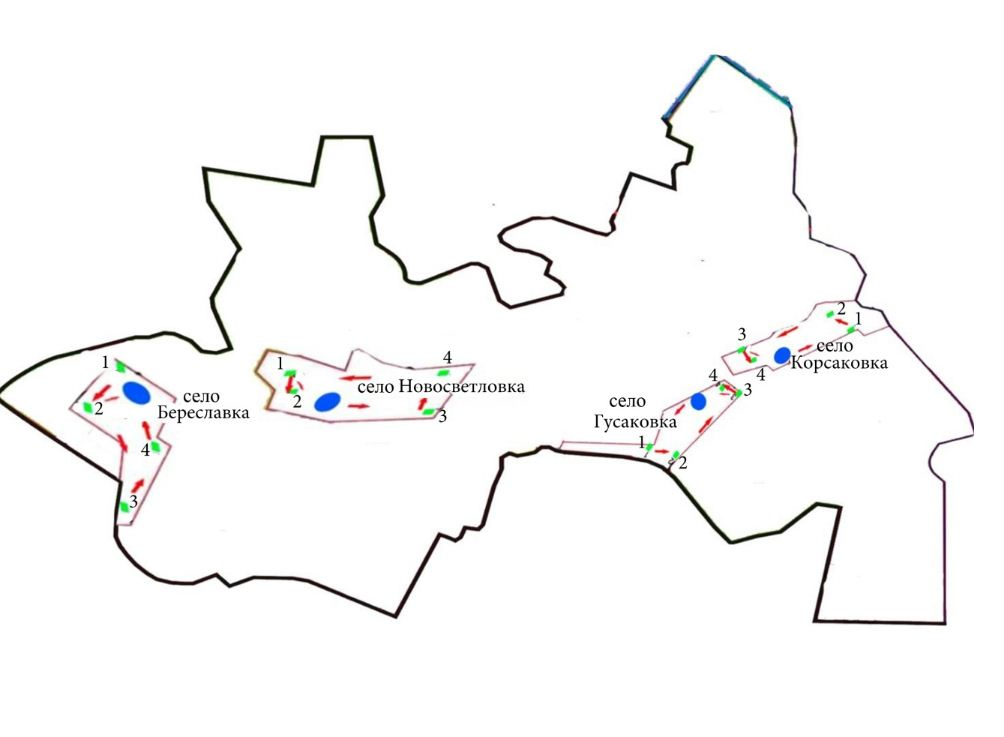 2
1
3
село
Корсаковка
4
1
4
село
Новосветловка
2
3
4
3
село
Гусаковка
1
2
1
село
Береславка
2
4
3